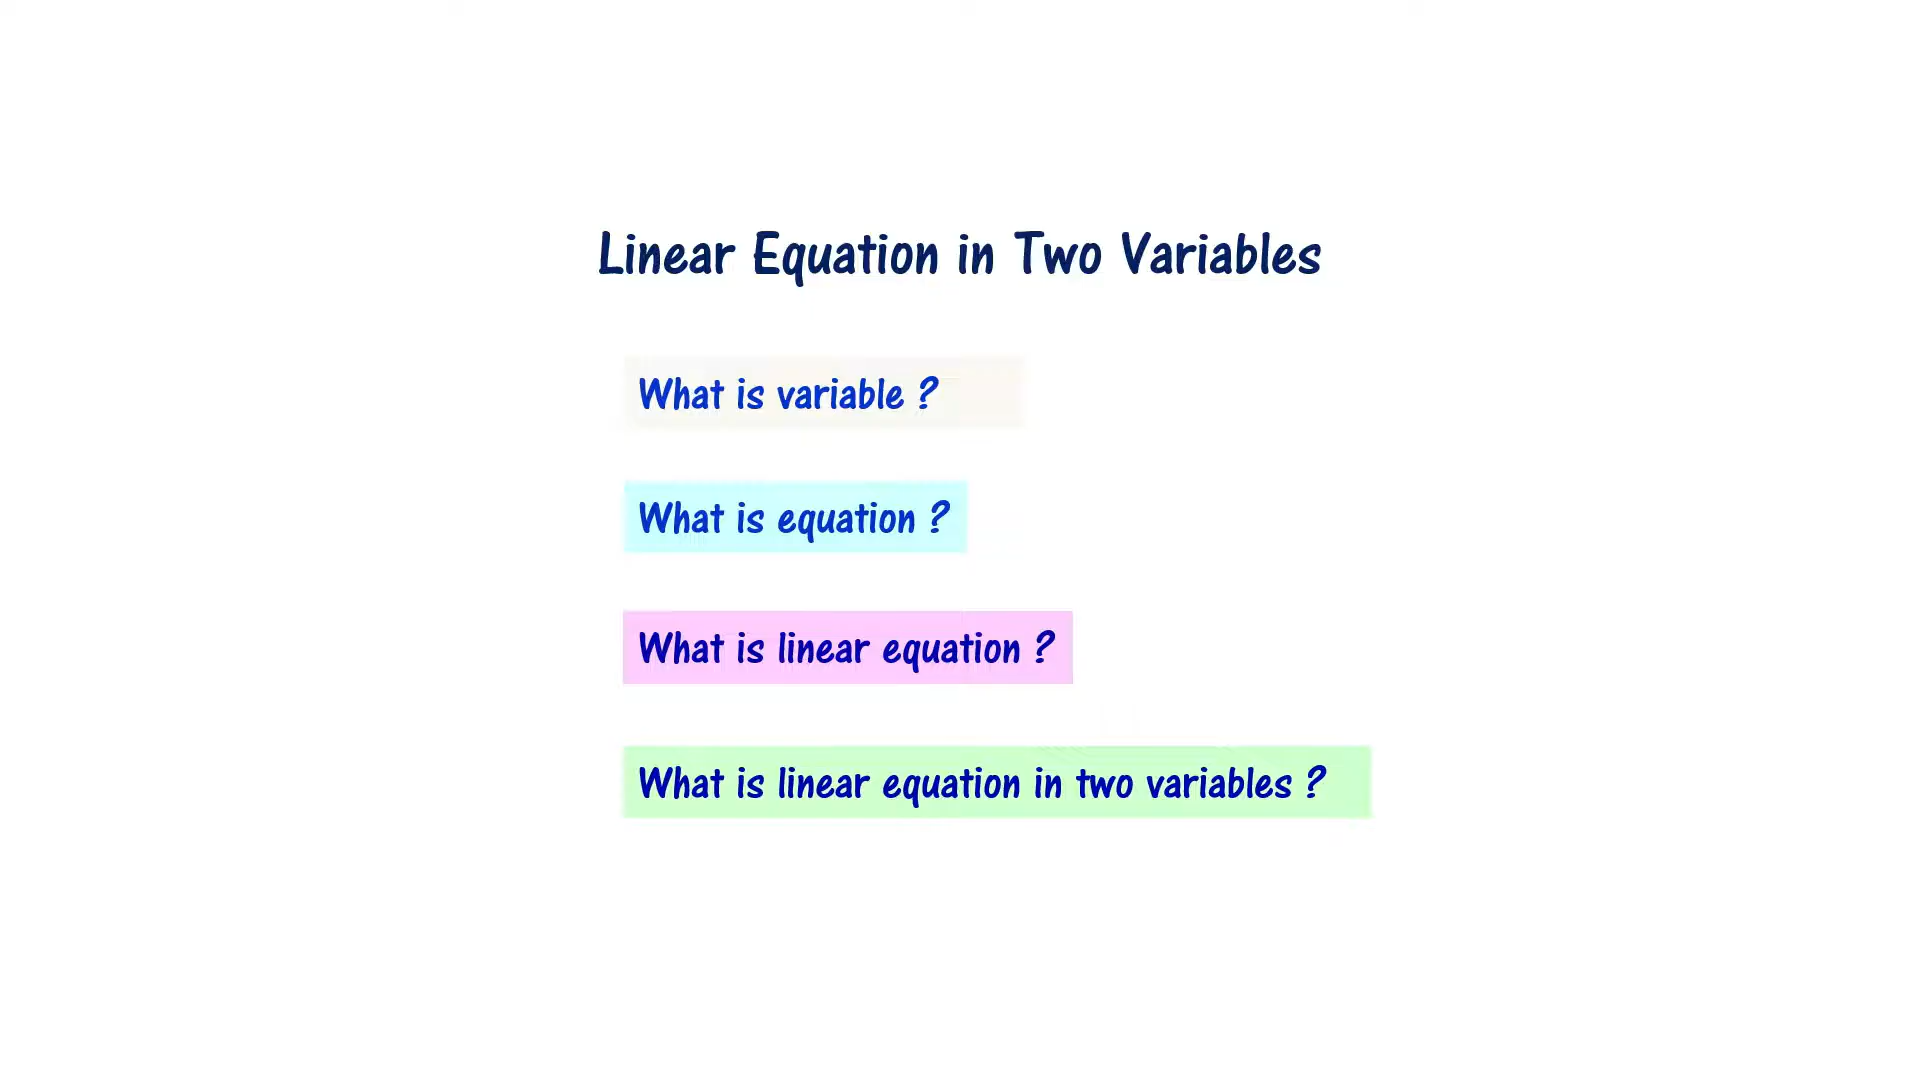 Linear Equation in Two Variables
What is variable ?
What is equation ?
What is linear equation ?
What is linear equation in two variables ?